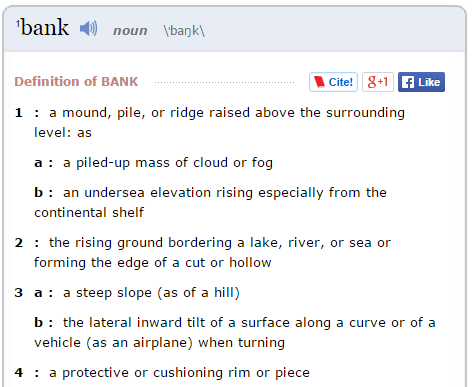 1bank noun \ˈbaŋk\
Definition of BANK Cite! g+1 Like
1 : a mound, pile, or ridge raised above the surrounding
level: as
a : a piled-up mass of cloud or fog
b : an undersea elevation rising especially from the
continental shelf
2 : the rising ground bordering a lake, river, or sea or
forming the edge of a cut or hollow
3 a : a steep slope (as of a hill)
b : the lateral inward tilt of a surface along a curve or of a
vehicle (as an airplane) when turning
4 : a protective or cushioning rim or piece